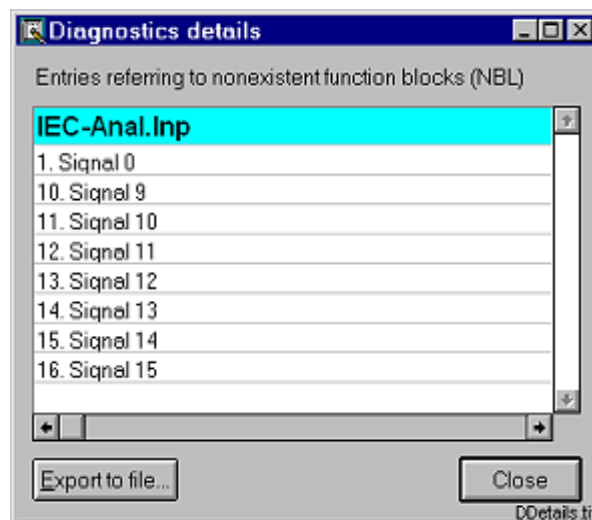 Diagnostics details
Entries referring to nonexistent function blocks (NBL)
IEC-Anal.Inp
1. Signal 0
10. Signal 9
11. Signal 10
12. Signal 11
13. Signal 12
14. Signal 13
15. Signal 14
16. Signal 15
Export to file...
Close
DDetails.ti